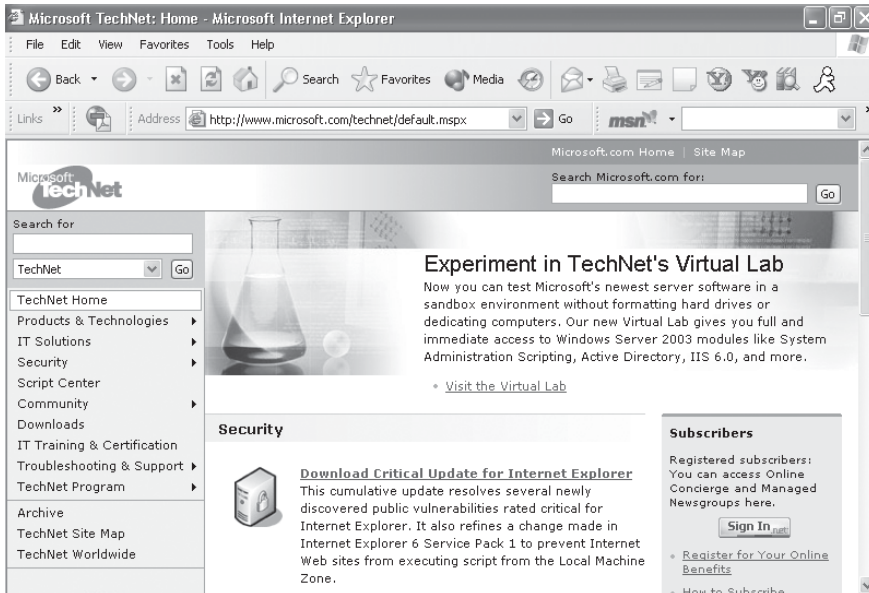 Microsoft TechNet: Home - Microsoft Internet Explorer
File Edit View Favorites Tools Help
Back Search Favorites Media
Links » Address http://www.microsoft.com/technet/default.mspx Go msn »
Microsoft.com Home | Site Map
Microsoft TechNet
Search Microsoft.com for:
Go
Search for
TechNet Go
TechNet Home
Products & Technologies
IT Solutions
Security
Script Center
Community
Downloads
IT Training & Certification
Troubleshooting & Support
TechNet Program
Archive
TechNet Site Map
TechNet Worldwide
Experiment in TechNet's Virtual Lab
Now you can test Microsoft's newest server software in a
sandbox environment without formatting hard drives or
dedicating computers. Our new Virtual Lab gives you full and
immediate access to Windows Server 2003 modules like System
Administration Scripting, Active Directory, IIS 6.0, and more.
Visit the Virtual Lab
Security
Download Critical Update for Internet Explorer
This cumulative update resolves several newly
discovered public vulnerabilities rated critical for
Internet Explorer. It also refines a change made in
Internet Explorer 6 Service Pack 1 to prevent Internet
Web sites from executing script from the Local Machine
Zone.
Subscribers
Registered subscribers:
You can access Online
Concierge and Managed
Newsgroups here.
Sign In .net
Register for Your Online
Benefits
How to Subscribe